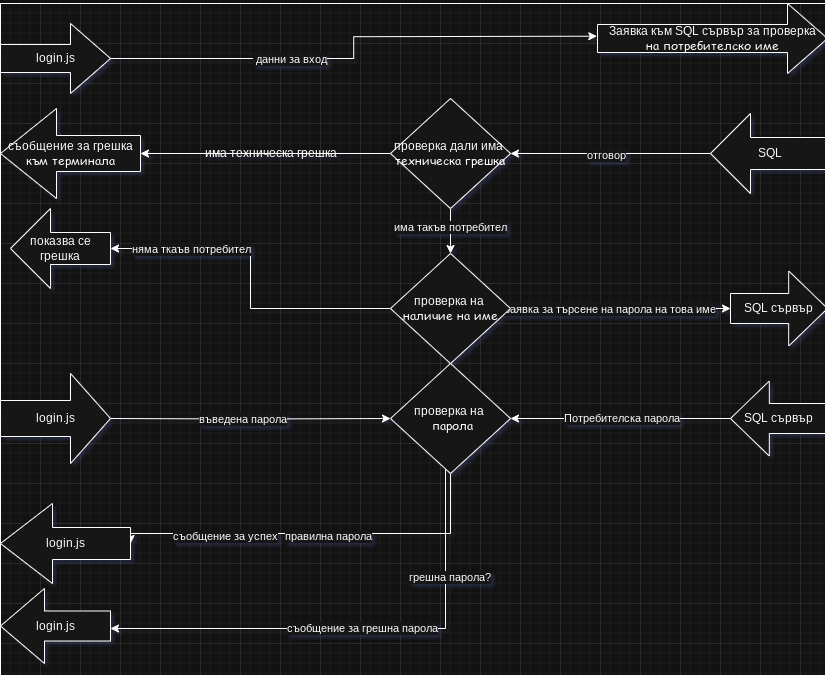 login.js
данни за вход
Заявка към SQL сървър за проверка
на потребителско име
съобщение за грешка
към терминала
има техническа грешка
проверка дали има
техническа грешка
отговор
SQL
има такъв потребител
показва се
грешка
няма ткаъв потребител
проверка на
наличие на име
заявка за търсене на парола на това име
SQL сървър
login.js
въведена парола
проверка на
парола
Потребителска парола
SQL сървър
login.js
съобщение за успех
правилна парола
грешна парола?
login.js
съобщение за грешна парола